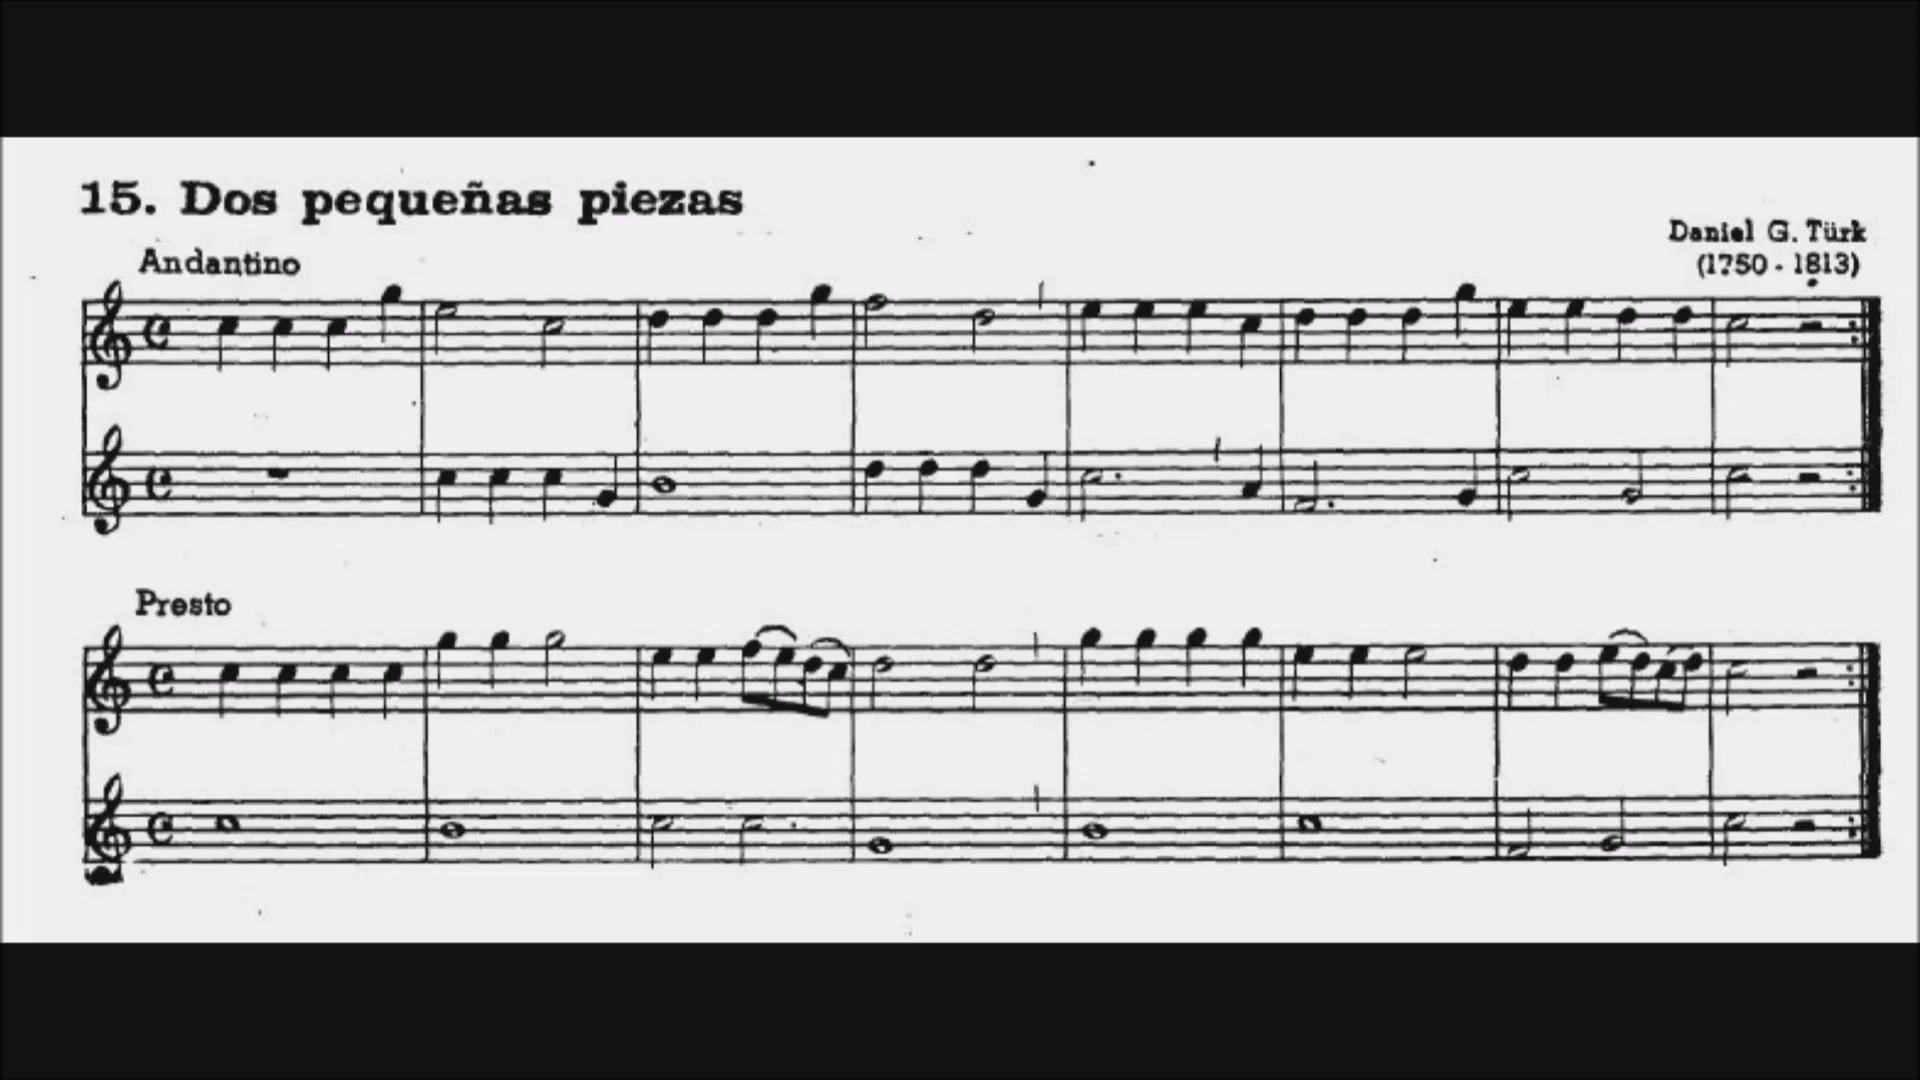 15. Dos pequeñas piezas
Daniel G. Türk
(1750 - 1813)
Andantino
Presto